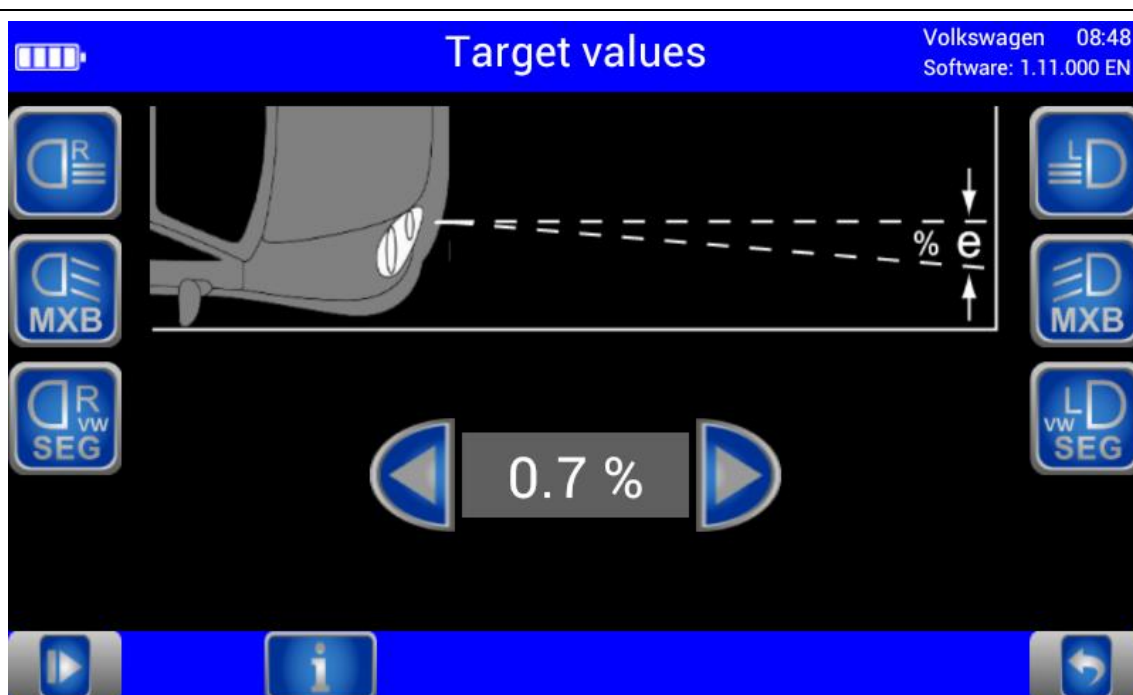 Target values
Volkswagen 08:48
Software: 1.11.000 EN
R
L
% e
MXB
MXB
R
VW
SEG
L
VW
SEG
0.7 %
i